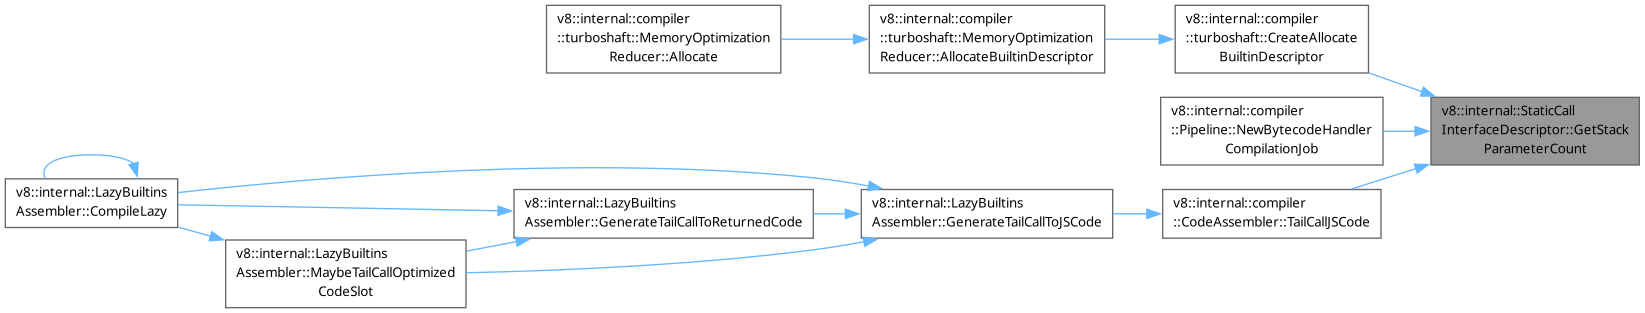 v8::internal::compiler
::turboshaft::MemoryOptimization
Reducer::Allocate
v8::internal::compiler
::turboshaft::MemoryOptimization
Reducer::AllocateBuiltinDescriptor
v8::internal::compiler
::turboshaft::CreateAllocate
BuiltinDescriptor
v8::internal::compiler
::Pipeline::NewBytecodeHandler
CompilationJob
v8::internal::StaticCall
InterfaceDescriptor::GetStack
ParameterCount
v8::internal::LazyBuiltins
Assembler::CompileLazy
v8::internal::LazyBuiltins
Assembler::GenerateTailCallToReturnedCode
v8::internal::LazyBuiltins
Assembler::GenerateTailCallToJSCode
v8::internal::compiler
::CodeAssembler::TailCallJSCode
v8::internal::LazyBuiltins
Assembler::MaybeTailCallOptimized
CodeSlot